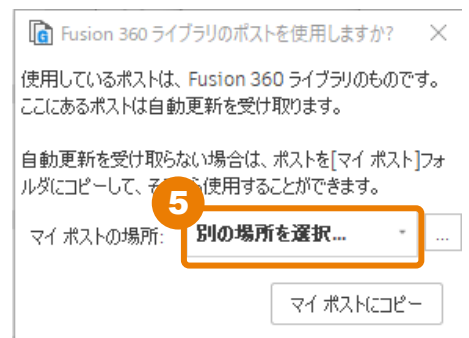 Fusion 360 ライブラリのポストを使用しますか?
使用しているポストは、Fusion 360 ライブラリのものです。
ここにあるポストは自動更新を受け取ります。
自動更新を受け取らない場合は、ポストを[マイ ポスト]フォ
ルダにコピーして、そ ら使用することができます。
5
マイ ポストの場所: 別の場所を選択... ...
マイ ポストにコピー